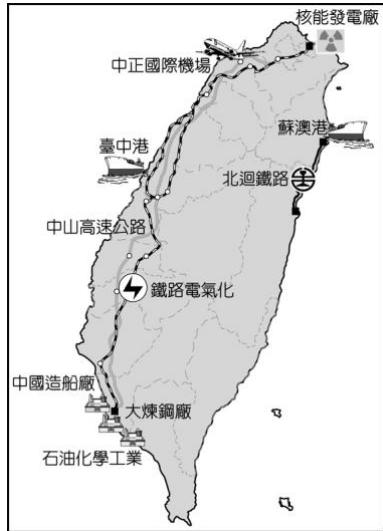 核能發電廠
中正國際機場
蘇澳港
臺中港
北迴鐵路
中山高速公路
鐵路電氣化
中國造船廠
大煉鋼廠
石油化學工業